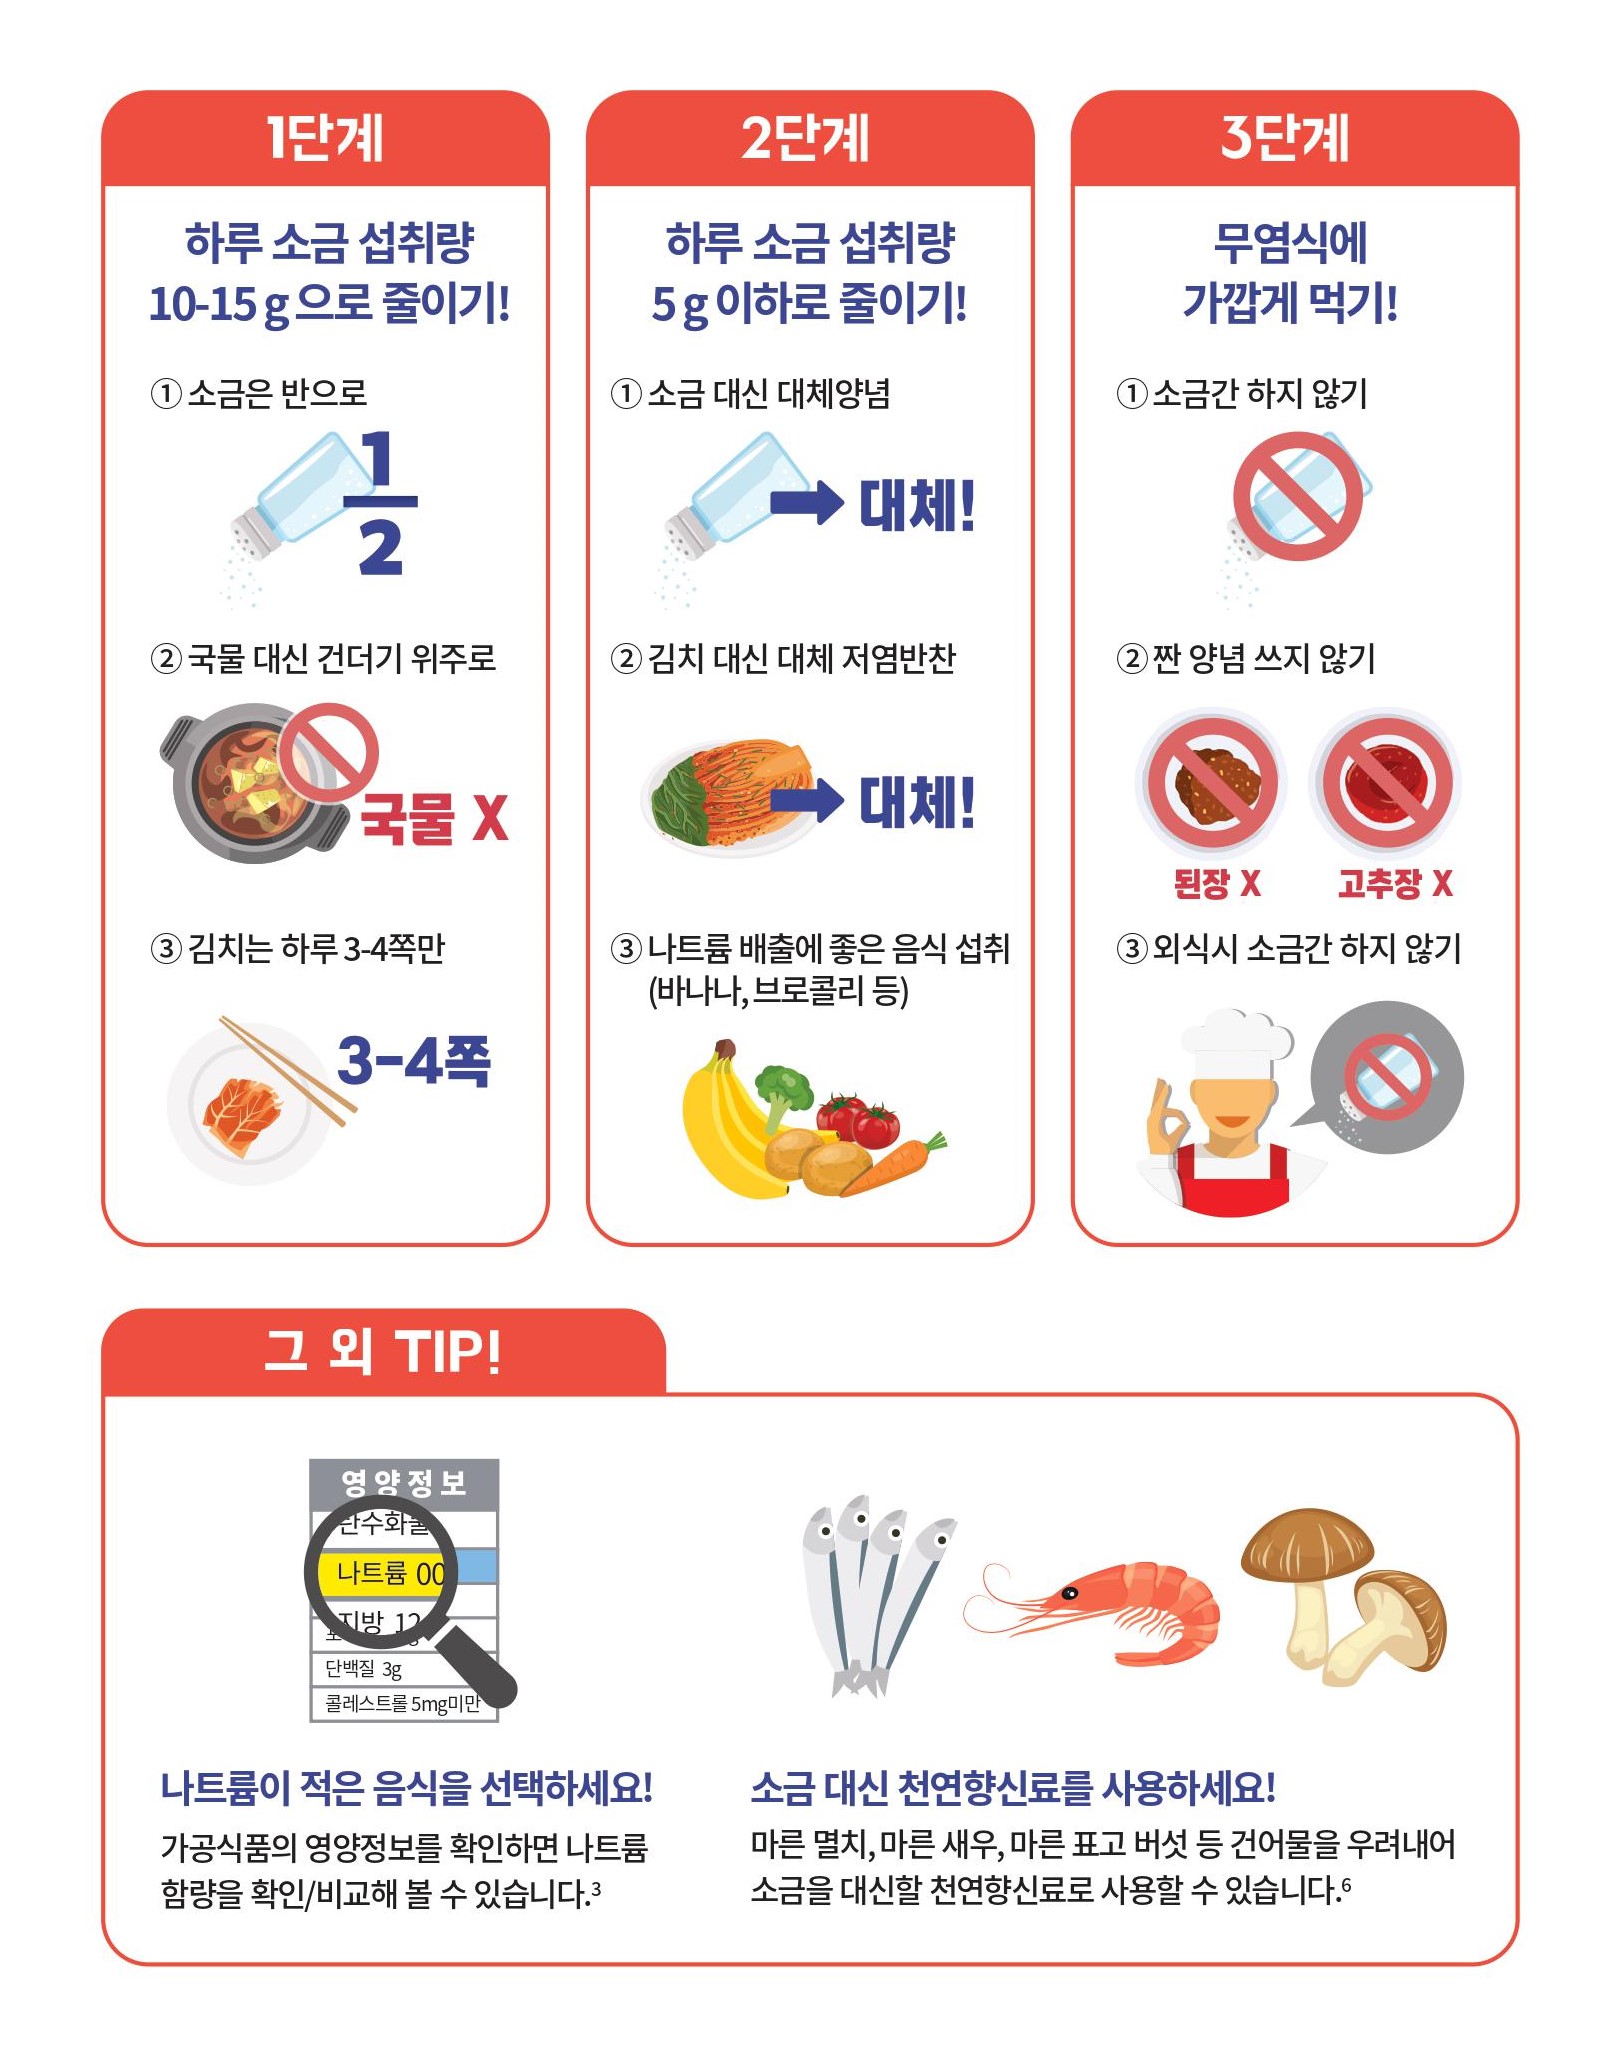 1단계
하루 소금 섭취량
10-15 g 으로 줄이기!
① 소금은 반으로
1
2
② 국물 대신 건더기 위주로
국물 X
③ 김치는 하루 3-4쪽만
3-4쪽
2단계
하루 소금 섭취량
5 g 이하로 줄이기!
① 소금 대신 대체양념
대체!
② 김치 대신 대체 저염반찬
대체!
③ 나트륨 배출에 좋은 음식 섭취
(바나나, 브로콜리 등)
3단계
무염식에
가깝게 먹기!
① 소금간 하지 않기
② 짠 양념 쓰지 않기
된장 X 고추장 X
③ 외식시 소금간 하지 않기
그 외 TIP!
영양정보
탄수화물
나트륨 00
지방 12
단백질 3g
콜레스트롤 5mg미만
나트륨이 적은 음식을 선택하세요!
가공식품의 영양정보를 확인하면 나트륨
함량을 확인/비교해 볼 수 있습니다.3
소금 대신 천연향신료를 사용하세요!
마른 멸치, 마른 새우, 마른 표고 버섯 등 건어물을 우려내어
소금을 대신할 천연향신료로 사용할 수 있습니다.6